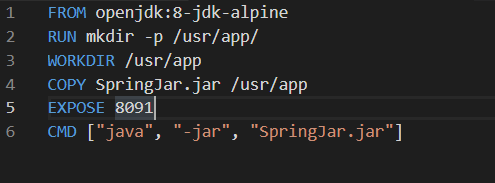 1 FROM openjdk:8-jdk-alpine
2 RUN mkdir -p /usr/app/
3 WORKDIR /usr/app
4 COPY SpringJar.jar /usr/app
5 EXPOSE 8091
6 CMD ["java", "-jar", "SpringJar.jar"]